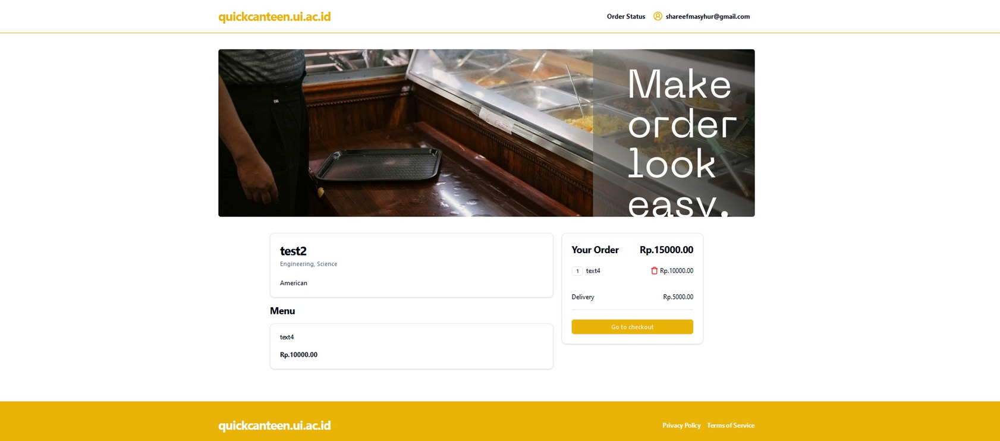 quickcanteen.ui.ac.id
Order Status shareefmasyhur@gmail.com
Make
order
look
easy.
test2
Engineering, Science
American
Menu
text4
Rp.10000.00
Your Order Rp.15000.00
1 text4 Rp.10000.00
Delivery Rp.5000.00
Go to checkout
quickcanteen.ui.ac.id
Privacy Policy Terms of Service